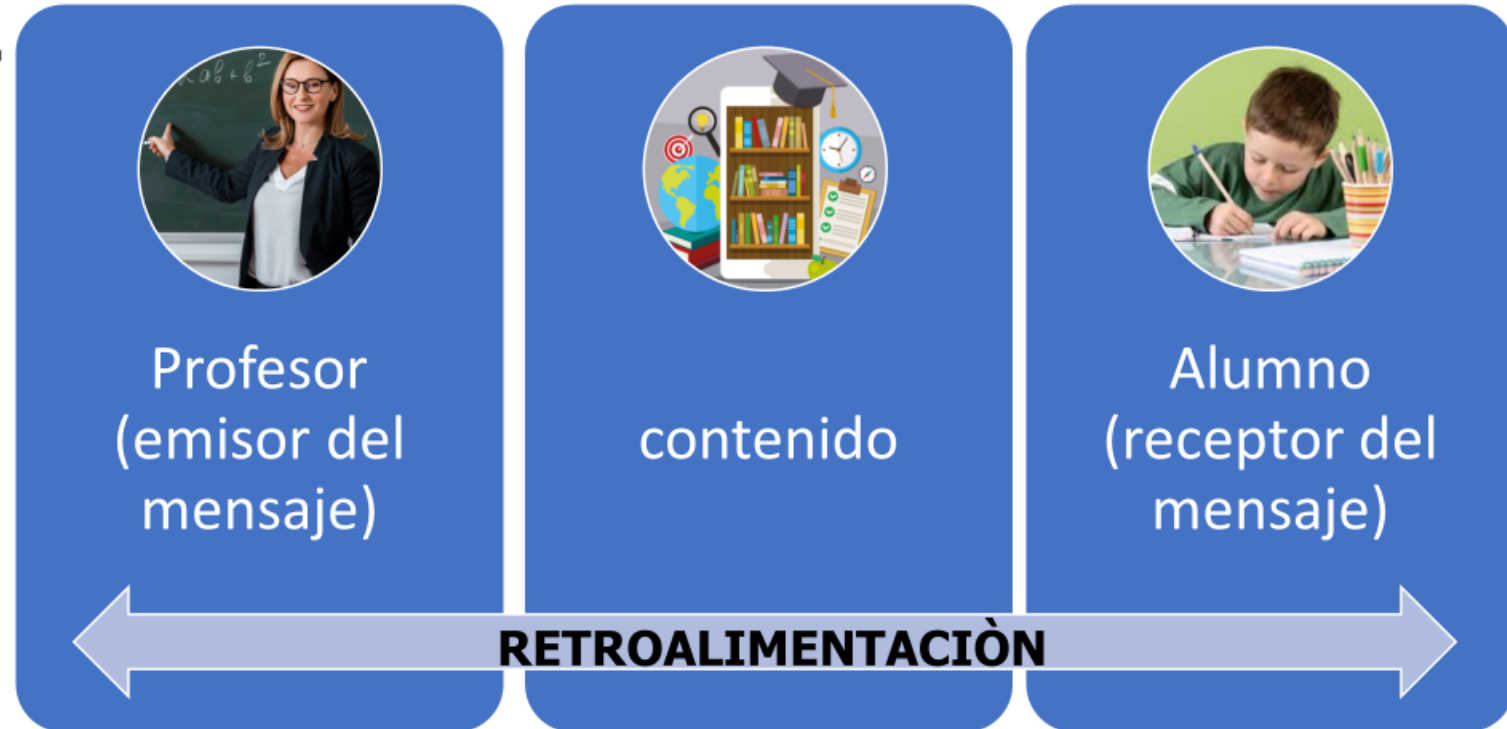 Profesor
(emisor del
mensaje)
contenido
Alumno
(receptor del
mensaje)
RETROALIMENTACIÒN